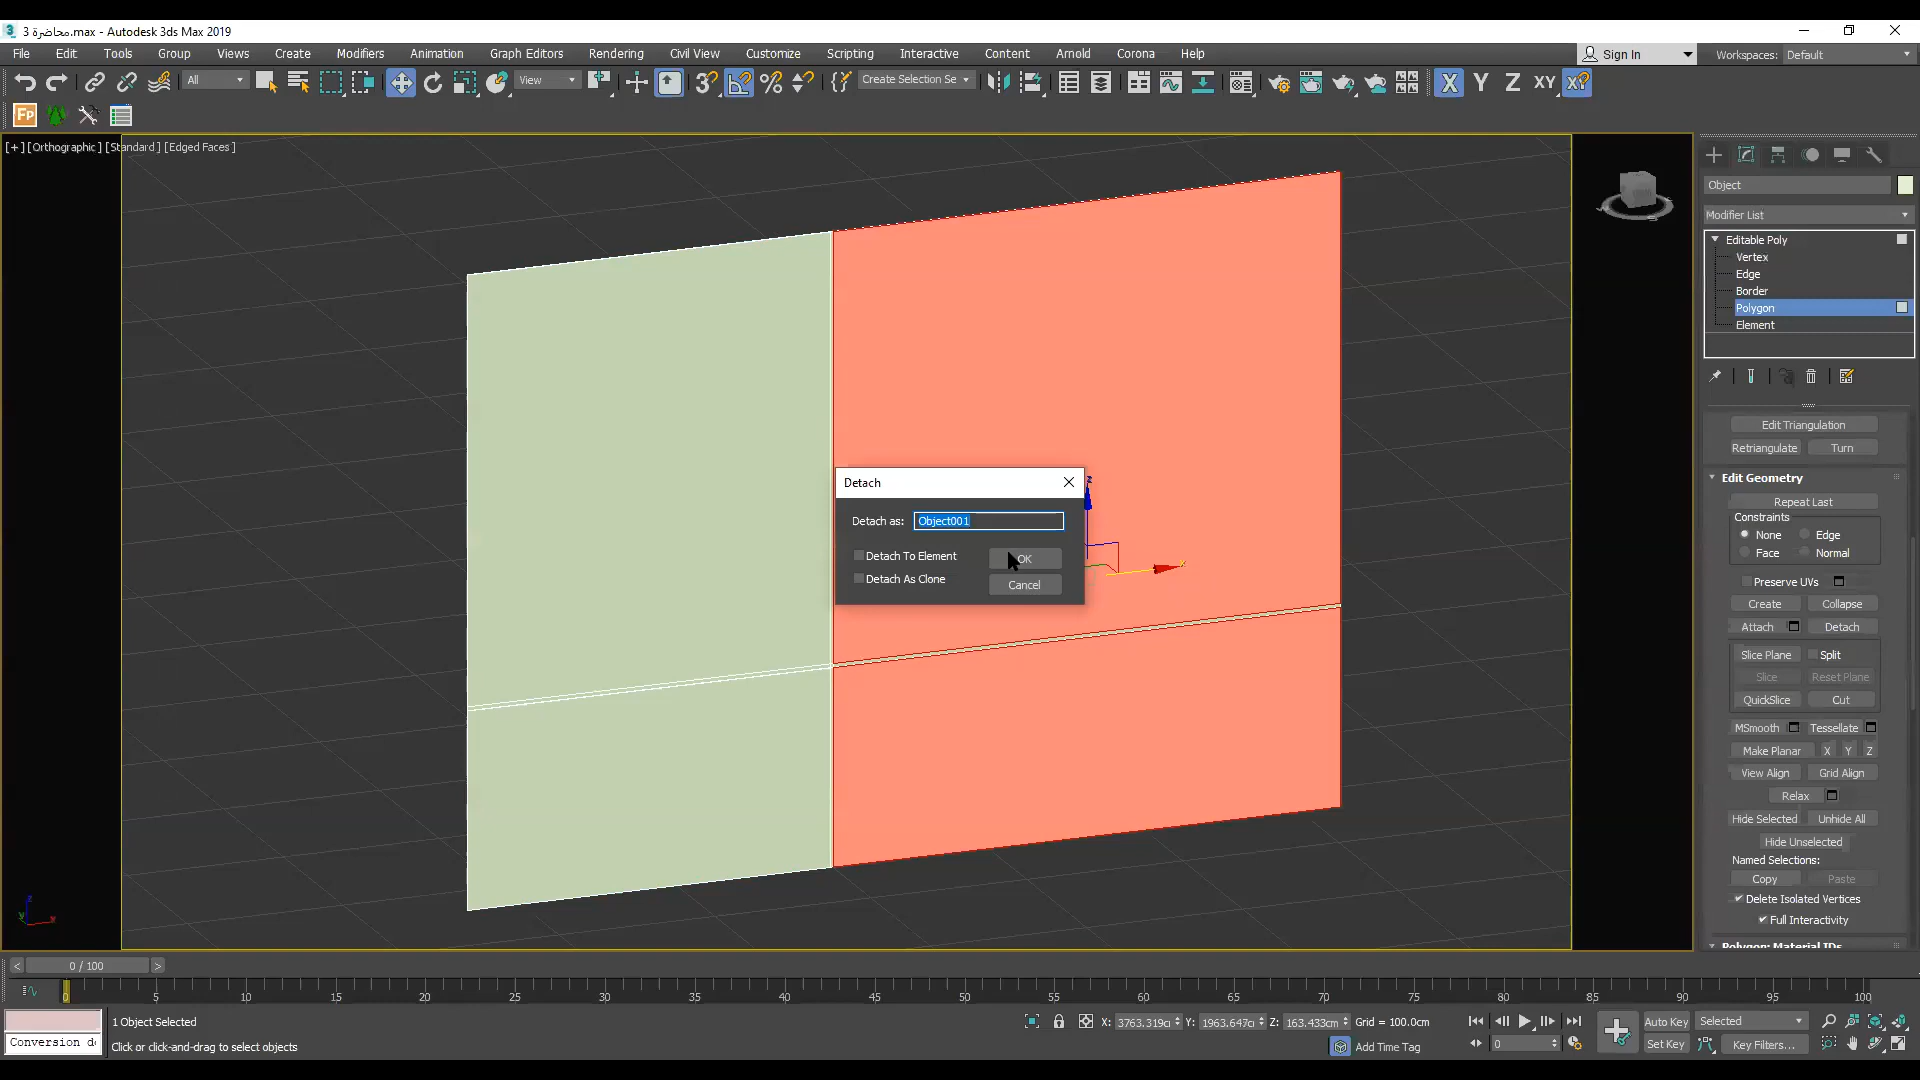 3 محاضرة.max - Autodesk 3ds Max 2019
File Edit Tools Group Views Create Modifiers Animation Graph Editors Rendering Civil View Customize Scripting Interactive Content Arnold Corona Help
Sign In Workspaces: Default
All View Create Selection Se X Y Z XY
[+] [Orthographic] [Standard] [Edged Faces]
Object
Modifier List
Editable Poly
Vertex
Edge
Border
Polygon
Element
Edit Triangulation
Retriangulate Turn
Edit Geometry
Repeat Last
Constraints
None Edge
Face Normal
Preserve UVs
Create Collapse
Attach Detach
Slice Plane Split
Slice Reset Plane
QuickSlice Cut
MSmooth Tessellate
Make Planar X Y Z
View Align Grid Align
Relax
Hide Selected Unhide All
Hide Unselected
Named Selections:
Copy Paste
Delete Isolated Vertices
Full Interactivity
Polygon: Material IDs
Detach
Detach as: Object001
Detach To Element OK
Detach As Clone Cancel
0 / 100
0 5 10 15 20 25 30 35 40 45 50 55 60 65 70 75 80 85 90 95 100
1 Object Selected X: 3763.319c Y: 1963.647c Z: 163.433cm Grid = 100.0cm Auto Key Selected
Conversion d Click or click-and-drag to select objects Add Time Tag 0 Set Key Key Filters...